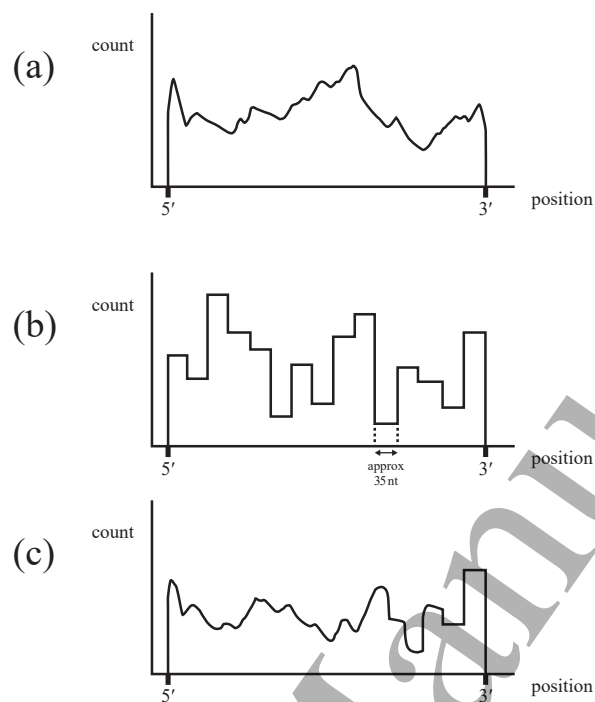 (a)
count
position
5′
3′
(b)
count
position
5′
3′
approx
35 nt
(c)
count
position
5′
3′